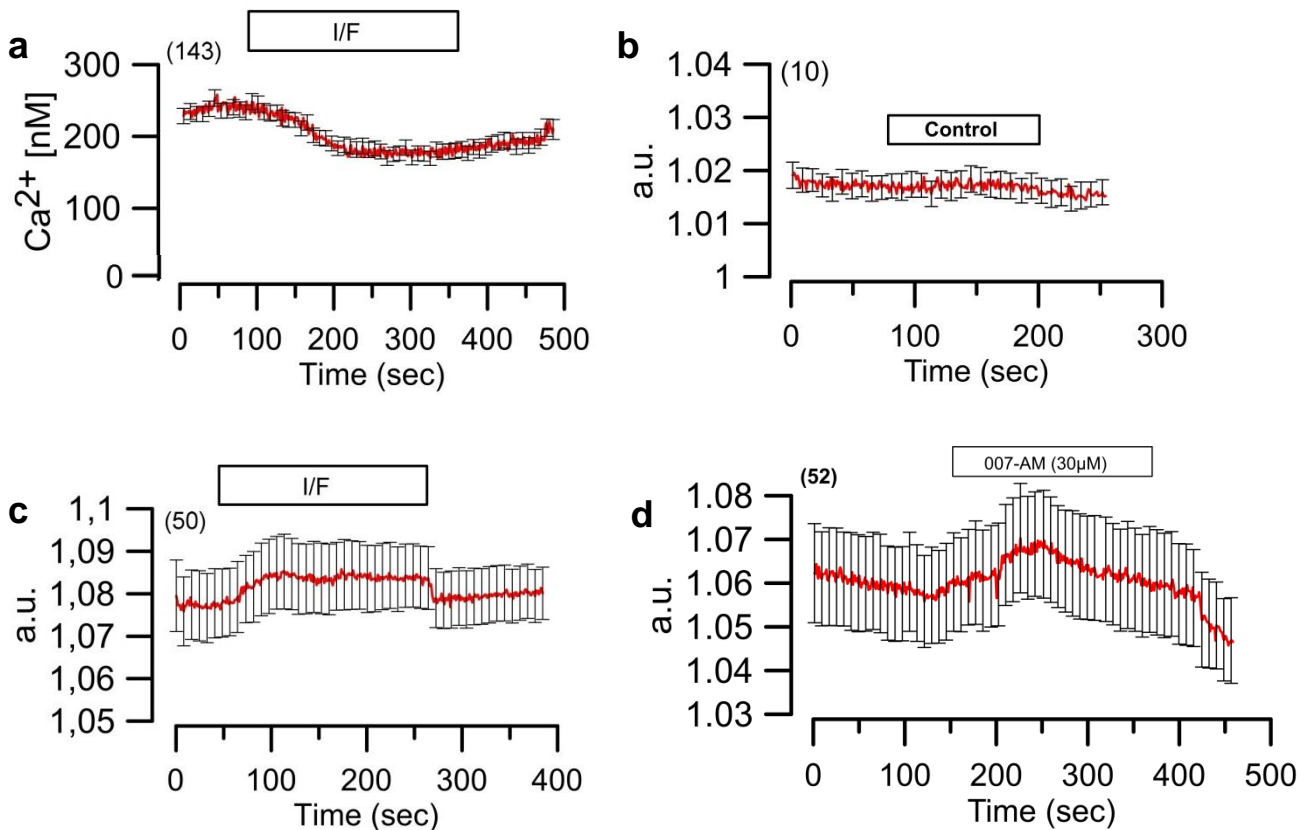 a
I/F
(143)
300
200
100
0
Ca2+ [nM]
0 100 200 300 400 500
Time (sec)
b
(10)
Control
1.04
1.03
1.02
1.01
1
a.u.
0 100 200 300
Time (sec)
c
I/F
(50)
1,1
1,09
1,08
1,07
1,06
1,05
a.u.
0 100 200 300 400
Time (sec)
d
007-AM (30µM)
(52)
1.08
1.07
1.06
1.05
1.04
1.03
a.u.
0 100 200 300 400 500
Time (sec)